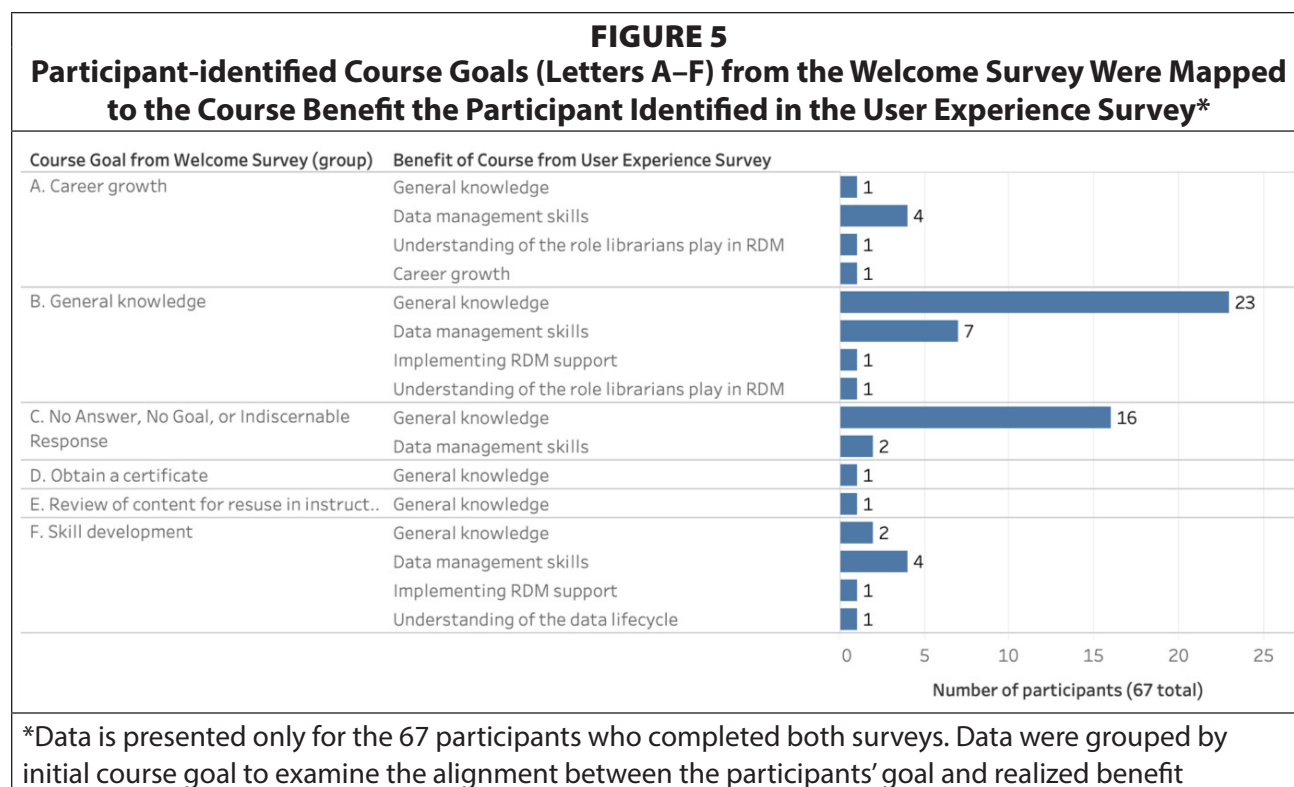 FIGURE 5
Participant-identified Course Goals (Letters A–F) from the Welcome Survey Were Mapped
to the Course Benefit the Participant Identified in the User Experience Survey*
Course Goal from Welcome Survey (group) Benefit of Course from User Experience Survey
A. Career growth General knowledge 1
Data management skills 4
Understanding of the role librarians play in RDM 1
Career growth 1
B. General knowledge General knowledge 23
Data management skills 7
Implementing RDM support 1
Understanding of the role librarians play in RDM 1
C. No Answer, No Goal, or Indiscernable
Response
General knowledge 16
Data management skills 2
D. Obtain a certificate General knowledge 1
E. Review of content for resuse in instruct.. General knowledge 1
F. Skill development General knowledge 2
Data management skills 4
Implementing RDM support 1
Understanding of the data lifecycle 1
0 5 10 15 20 25
Number of participants (67 total)
*Data is presented only for the 67 participants who completed both surveys. Data were grouped by
initial course goal to examine the alignment between the participants’ goal and realized benefit